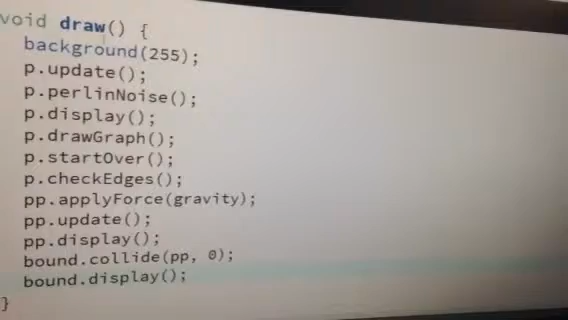 void draw() {
background(255);
p.update();
p.perlinNoise();
p.display();
p.drawGraph();
p.startOver();
p.checkEdges();
pp.applyForce(gravity);
pp.update();
pp.display();
bound.collide(pp, 0);
bound.display();
}